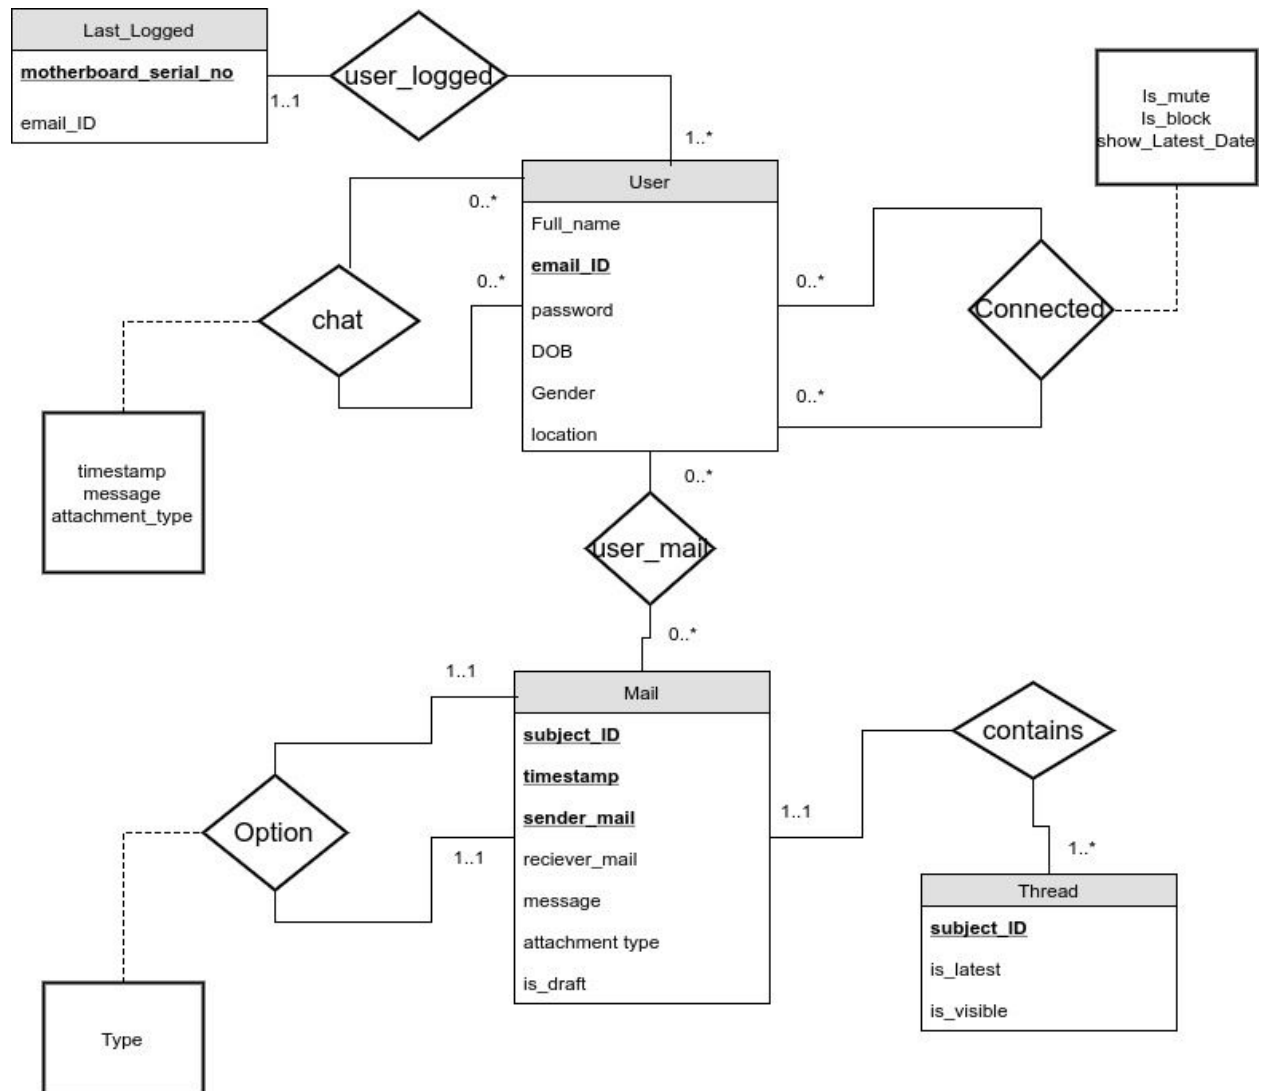 Last_Logged
motherboard_serial_no
email_ID
1..1
user_logged
1..*
Is_mute
Is_block
show_Latest_Date
User
Full_name
email_ID
password
DOB
Gender
location
0..*
0..*
chat
timestamp
message
attachment_type
0..*
0..*
Connected
0..*
user_mail
0..*
Mail
subject_ID
timestamp
sender_mail
reciever_mail
message
attachment type
is_draft
1..1
1..1
Option
Type
1..1
contains
1..*
Thread
subject_ID
is_latest
is_visible